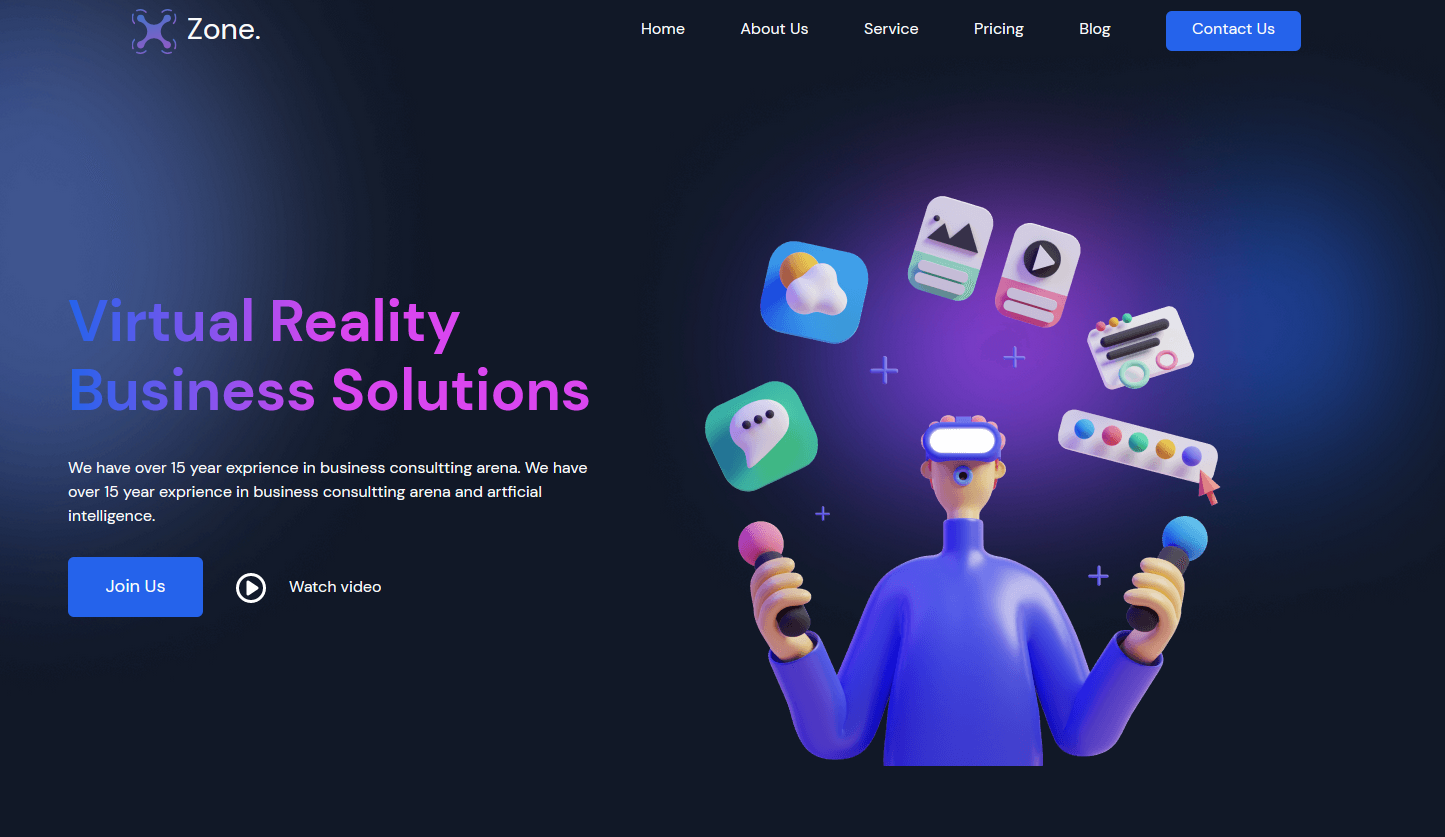 Zone.
Home
About Us
Service
Pricing
Blog
Contact Us
Virtual Reality
Business Solutions
We have over 15 year exprience in business consultting arena. We have
over 15 year exprience in business consultting arena and artficial
intelligence.
Join Us
Watch video